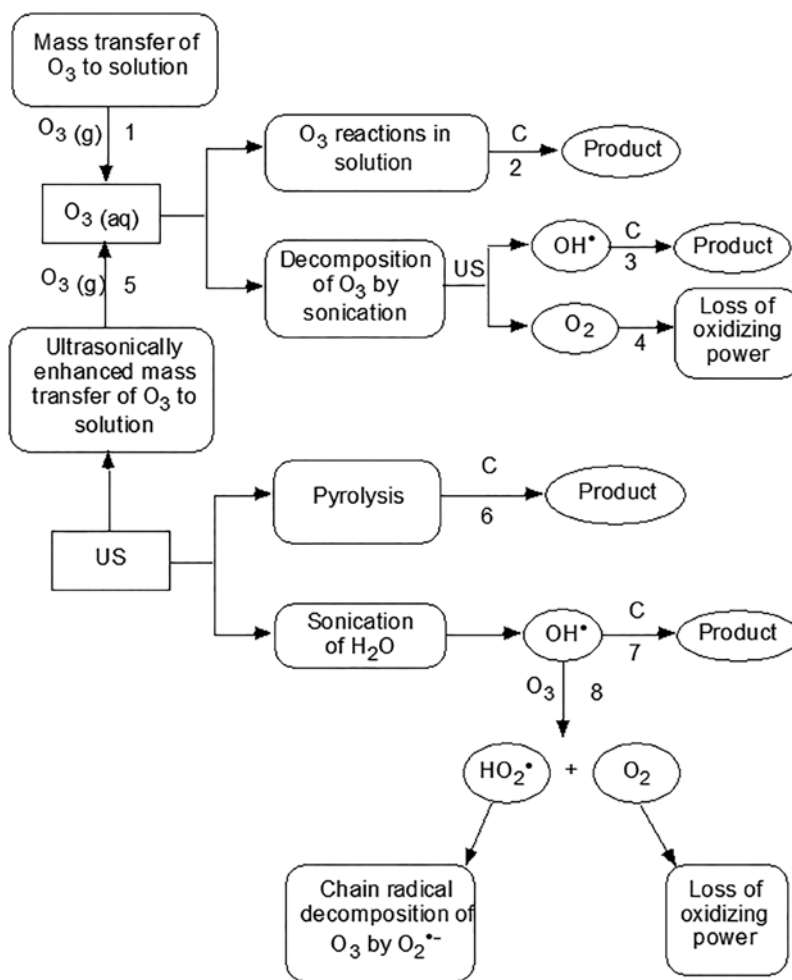 Mass transfer of
O₃ to solution
O₃ (g) 1
O₃ (aq)
O₃ reactions in
solution
C
2
Product
Decomposition
of O₃ by
sonication
US
OH•
C
3
Product
O₂
4
Loss of
oxidizing
power
O₃ (g) 5
Ultrasonically
enhanced mass
transfer of O₃ to
solution
US
Pyrolysis
C
6
Product
Sonication
of H₂O
OH•
C
7
Product
O₃ 8
HO₂• + O₂
Chain radical
decomposition of
O₃ by O₂•−
Loss of
oxidizing
power